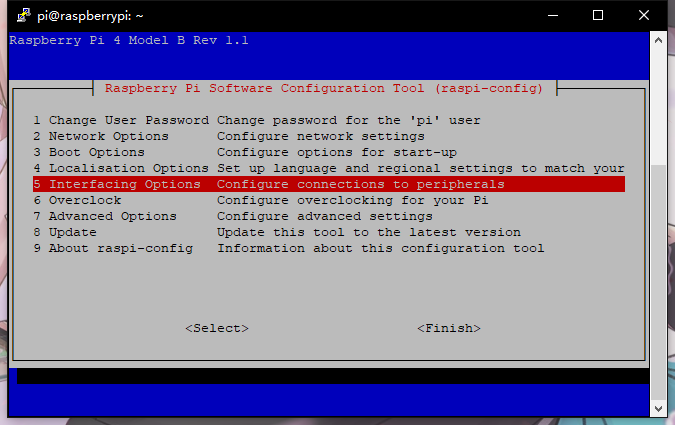 pi@raspberrypi: ~
Raspberry Pi 4 Model B Rev 1.1
Raspberry Pi Software Configuration Tool (raspi-config)
1 Change User Password Change password for the 'pi' user
2 Network Options Configure network settings
3 Boot Options Configure options for start-up
4 Localisation Options Set up language and regional settings to match your
5 Interfacing Options Configure connections to peripherals
6 Overclock Configure overclocking for your Pi
7 Advanced Options Configure advanced settings
8 Update Update this tool to the latest version
9 About raspi-config Information about this configuration tool
<Select> <Finish>